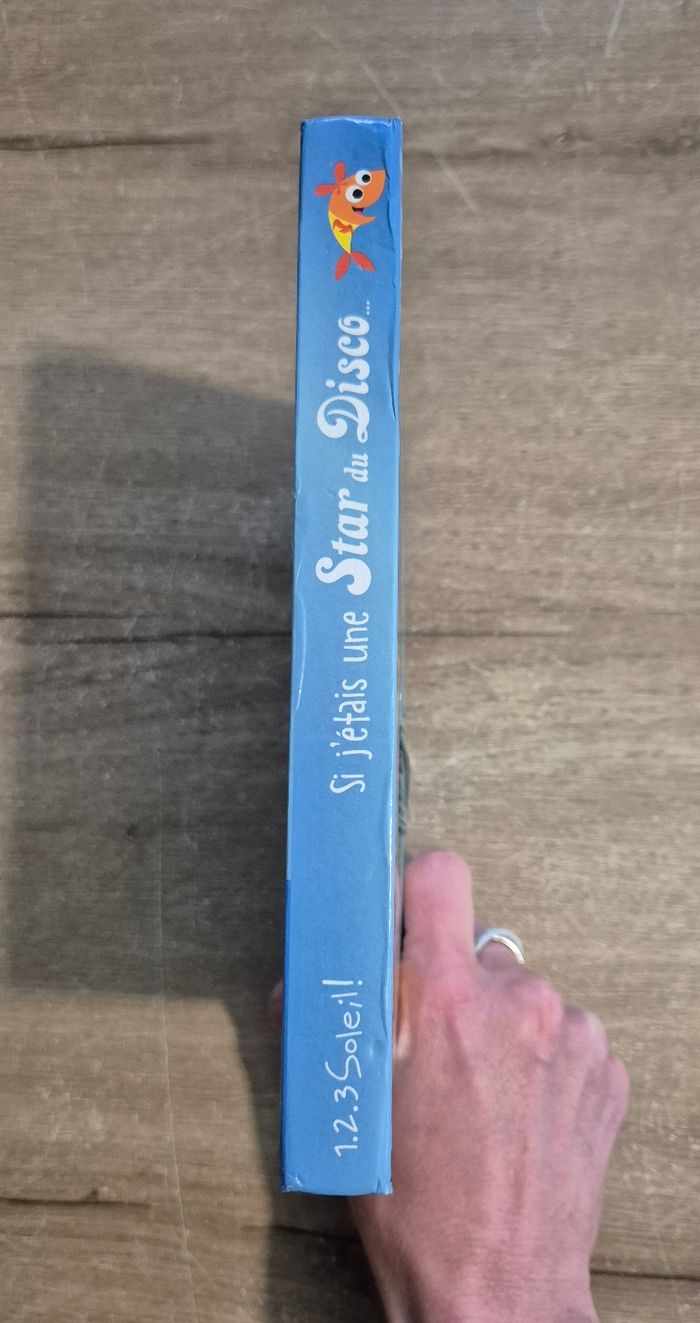 1.2.3 Soleil!
Si j'étais une Star du Disco...